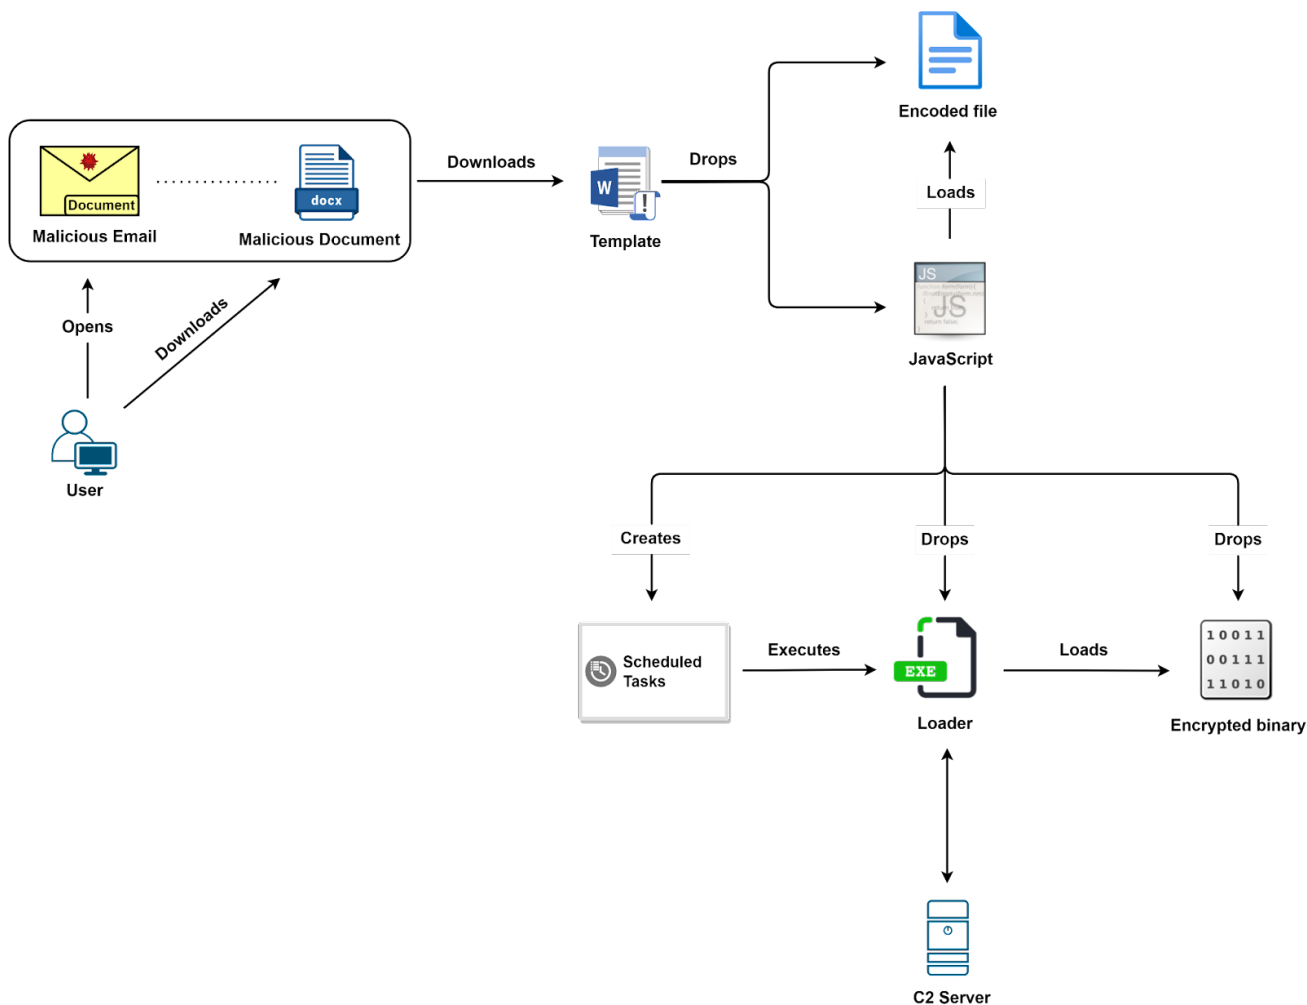 Encoded file
Downloads
Drops
Document
docx
W
!
Loads
Malicious Email
Malicious Document
Template
JS
JS
JavaScript
Opens
Downloads
User
Creates
Drops
Drops
Scheduled
Tasks
Executes
EXE
Loads
10011
00111
11010
Loader
Encrypted binary
C2 Server